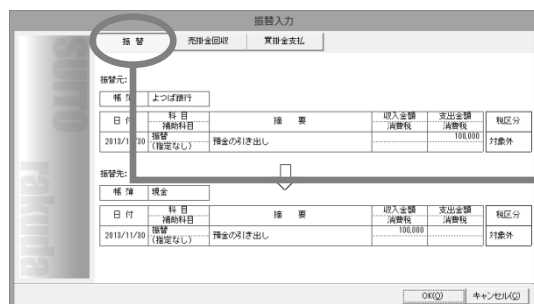 振替入力
振 替 売掛金回収 買掛金支払
振替元:
帳 簿 よつば銀行
日 付 科 目 補助科目 摘 要 収入金額 消費税 支出金額 消費税 税区分
2013/11/30 振替 (指定なし) 預金の引き出し 100,000 対象外
振替先:
帳 簿 現金
日 付 科 目 補助科目 摘 要 収入金額 消費税 支出金額 消費税 税区分
2013/11/30 振替 (指定なし) 預金の引き出し 100,000 対象外
OK(O) キャンセル(C)
SUITO
rakuda